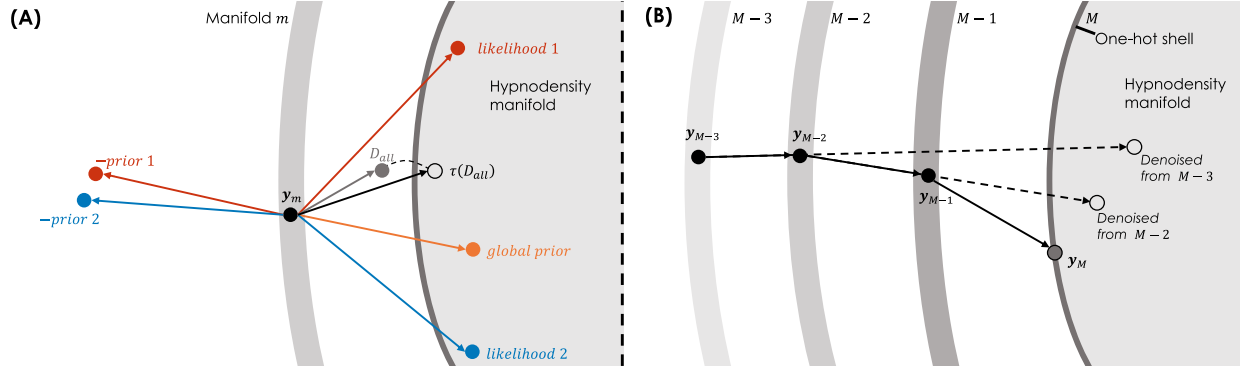 (A)
Manifold m
likelihood 1
Hypnodensity
manifold
−prior 1
D_all
τ(D_all)
y_m
−prior 2
global prior
likelihood 2
(B)
M − 3
M − 2
M − 1
M
One-hot shell
Hypnodensity
manifold
y_{M−3}
y_{M−2}
Denoised
from M − 3
y_{M−1}
Denoised
from M − 2
y_M